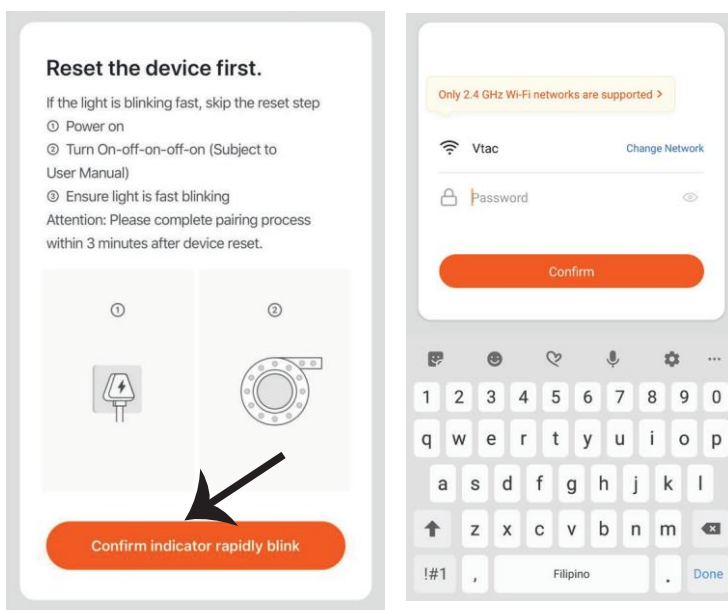 Reset the device first.
If the light is blinking fast, skip the reset step
① Power on
② Turn On-off-on-off-on (Subject to
User Manual)
③ Ensure light is fast blinking
Attention: Please complete pairing process
within 3 minutes after device reset.
①
②
Confirm indicator rapidly blink
Only 2.4 GHz Wi-Fi networks are supported >
Vtac Change Network
Password
Confirm
1 2 3 4 5 6 7 8 9 0
q w e r t y u i o p
a s d f g h j k l
z x c v b n m
!#1 , Filipino . Done